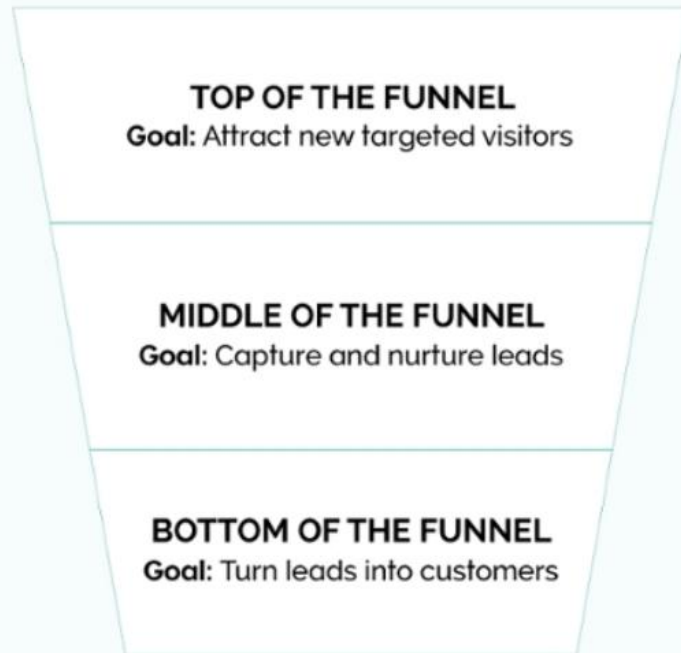 TOP OF THE FUNNEL
Goal: Attract new targeted visitors
MIDDLE OF THE FUNNEL
Goal: Capture and nurture leads
BOTTOM OF THE FUNNEL
Goal: Turn leads into customers